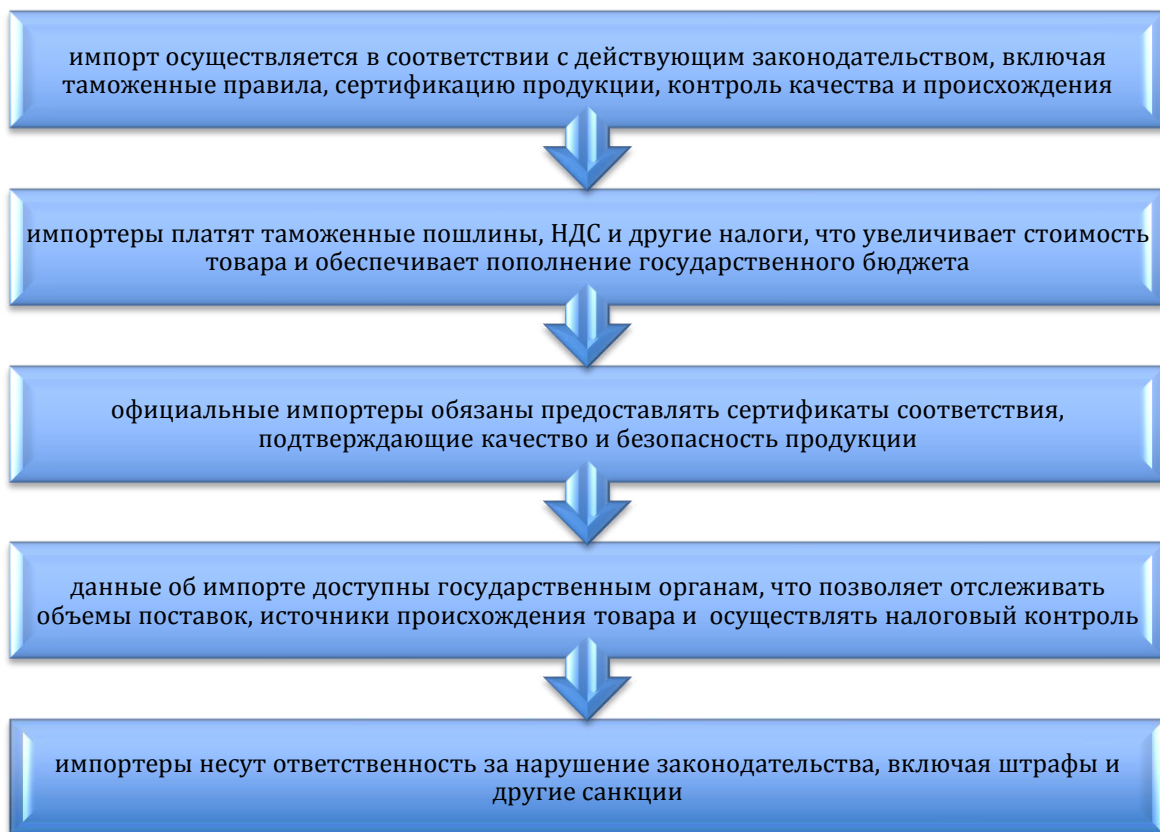 импорт осуществляется в соответствии с действующим законодательством, включая
таможенные правила, сертификацию продукции, контроль качества и происхождения
импортеры платят таможенные пошлины, НДС и другие налоги, что увеличивает стоимость
товара и обеспечивает пополнение государственного бюджета
официальные импортеры обязаны предоставлять сертификаты соответствия,
подтверждающие качество и безопасность продукции
данные об импорте доступны государственным органам, что позволяет отслеживать
объемы поставок, источники происхождения товара и осуществлять налоговый контроль
импортеры несут ответственность за нарушение законодательства, включая штрафы и
другие санкции